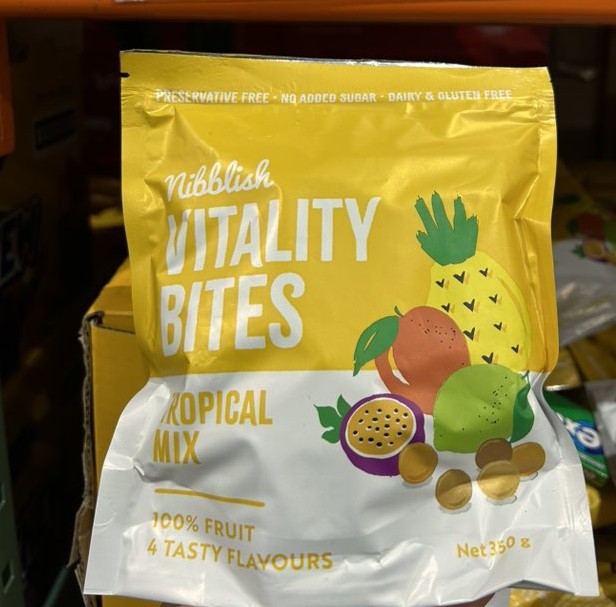 PRESERVATIVE FREE · NO ADDED SUGAR · DAIRY & GLUTEN FREE
Nibblish
VITALITY
BITES
TROPICAL
MIX
100% FRUIT
4 TASTY FLAVOURS
Net 350 g